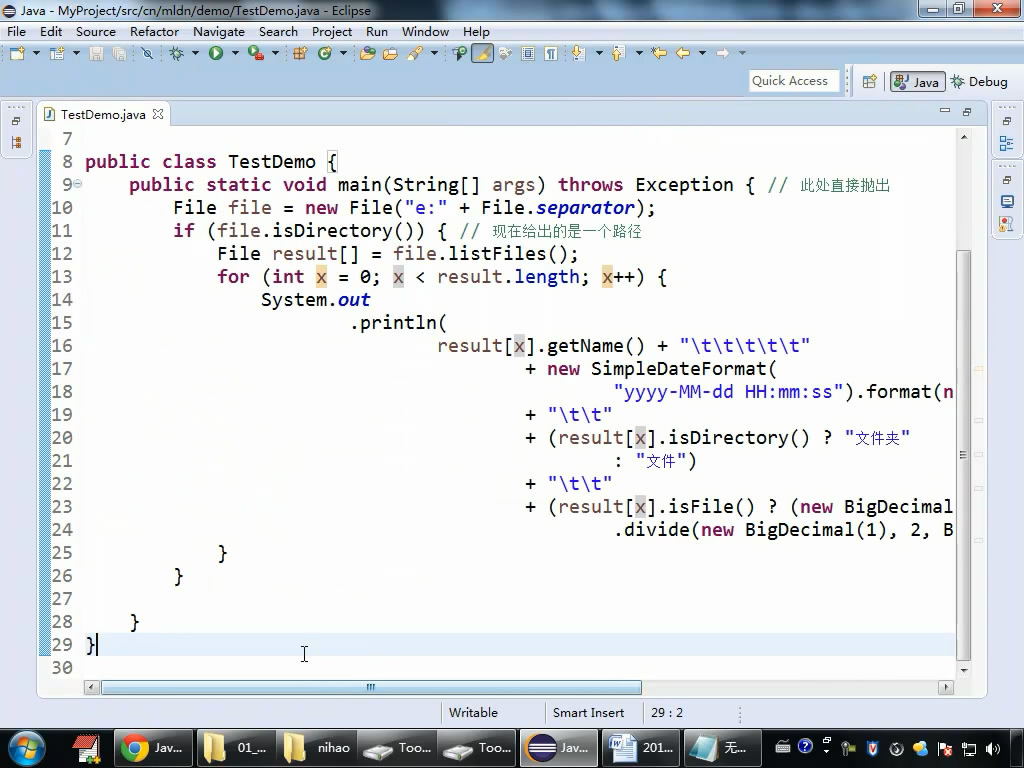 Java - MyProject/src/cn/mldn/demo/TestDemo.java - Eclipse
File Edit Source Refactor Navigate Search Project Run Window Help
Quick Access Java Debug
TestDemo.java
7
8 public class TestDemo {
9 public static void main(String[] args) throws Exception { // 此处直接抛出
10 File file = new File("e:" + File.separator);
11 if (file.isDirectory()) { // 现在给出的是一个路径
12 File result[] = file.listFiles();
13 for (int x = 0; x < result.length; x++) {
14 System.out
15 .println(
16 result[x].getName() + "\t\t\t\t\t"
17 + new SimpleDateFormat(
18 "yyyy-MM-dd HH:mm:ss").format(n
19 + "\t\t"
20 + (result[x].isDirectory() ? "文件夹"
21 : "文件")
22 + "\t\t"
23 + (result[x].isFile() ? (new BigDecimal
24 .divide(new BigDecimal(1), 2, B
25 }
26 }
27
28 }
29 }
30
Writable Smart Insert 29 : 2
Jav... 01_... nihao Too... Too... Jav... 201... 无...